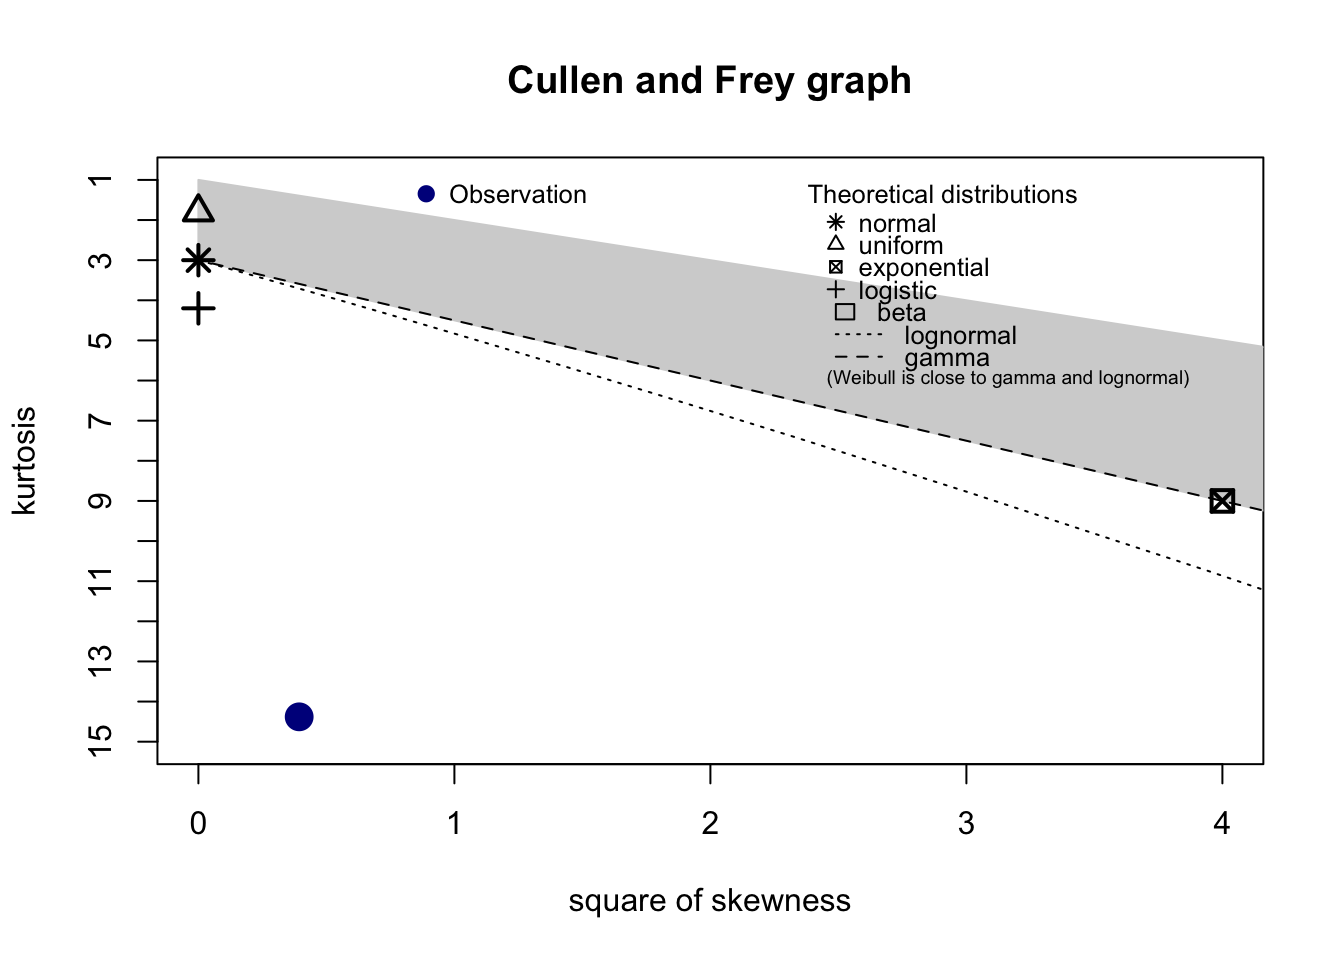 Cullen and Frey graph
Observation
Theoretical distributions
normal
uniform
exponential
logistic
beta
lognormal
gamma
(Weibull is close to gamma and lognormal)
kurtosis
1
3
5
7
9
11
13
15
0 1 2 3 4
square of skewness